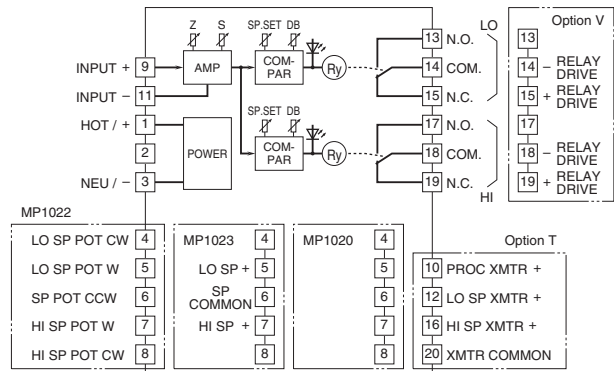 Z S SP.SET DB
INPUT + 9
INPUT − 11
HOT / + 1
2
NEU / − 3
AMP
COM-
PAR
Ry
SP.SET DB
COM-
PAR
Ry
POWER
13 N.O. LO
14 COM.
15 N.C.
17 N.O.
18 COM.
19 N.C. HI
Option V
13
14 − RELAY
DRIVE
15 + RELAY
DRIVE
17
18 − RELAY
DRIVE
19 + RELAY
DRIVE
MP1022
LO SP POT CW 4
LO SP POT W 5
SP POT CCW 6
HI SP POT W 7
HI SP POT CW 8
MP1023 4
LO SP + 5
SP
COMMON 6
HI SP + 7
8
MP1020 4
5
6
7
8
Option T
10 PROC XMTR +
12 LO SP XMTR +
16 HI SP XMTR +
20 XMTR COMMON